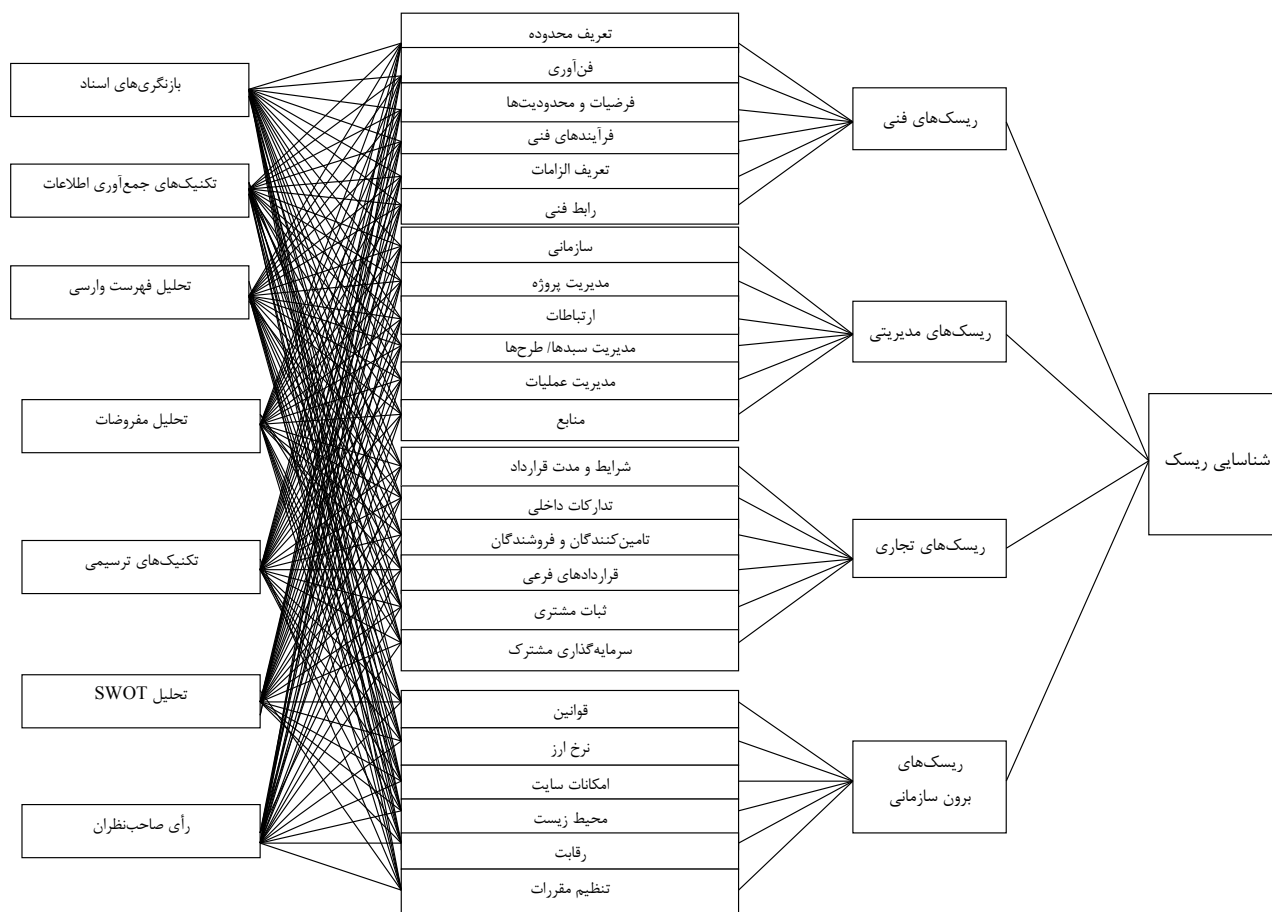 شناسایی ریسک
ریسک‌های فنی
ریسک‌های مدیریتی
ریسک‌های تجاری
ریسک‌های
برون سازمانی
تعریف محدوده
فن‌آوری
فرضیات و محدودیت‌ها
فرآیندهای فنی
تعریف الزامات
رابط فنی
سازمانی
مدیریت پروژه
ارتباطات
مدیریت سبدها/ طرح‌ها
مدیریت عملیات
منابع
شرایط و مدت قرارداد
تدارکات داخلی
تامین‌کنندگان و فروشندگان
قراردادهای فرعی
ثبات مشتری
سرمایه‌گذاری مشترک
قوانین
نرخ ارز
امکانات سایت
محیط زیست
رقابت
تنظیم مقررات
بازنگری‌های اسناد
تکنیک‌های جمع‌آوری اطلاعات
تحلیل فهرست وارسی
تحلیل مفروضات
تکنیک‌های ترسیمی
تحلیل SWOT
رأی صاحب‌نظران